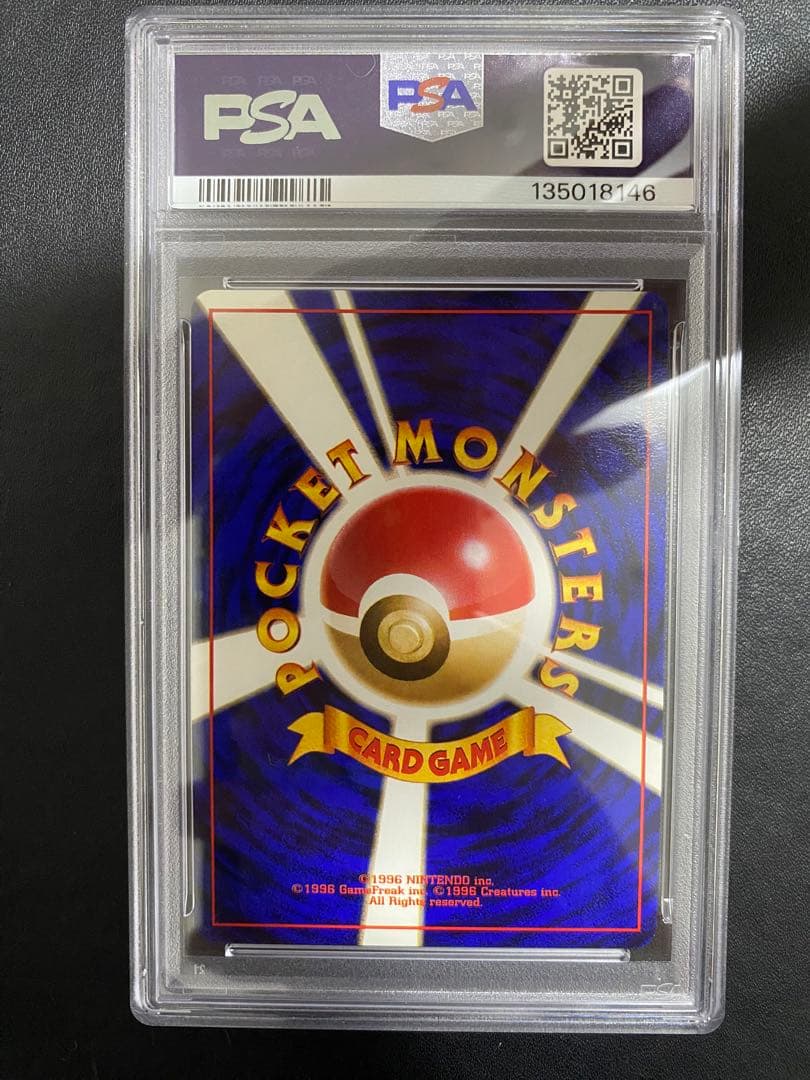 PSA
PSA
135018146
POCKET MONSTERS
CARD GAME
©1996 NINTENDO inc.
©1996 GameFreak inc. ©1996 Creatures inc.
All Rights reserved.